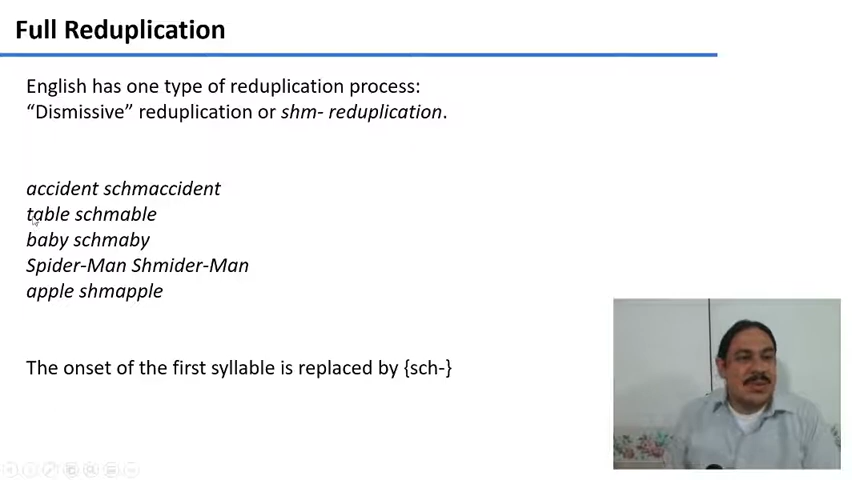 Full Reduplication
English has one type of reduplication process:
“Dismissive” reduplication or shm- reduplication.
accident schmaccident
table schmable
baby schmaby
Spider-Man Shmider-Man
apple shmapple
The onset of the first syllable is replaced by {sch-}